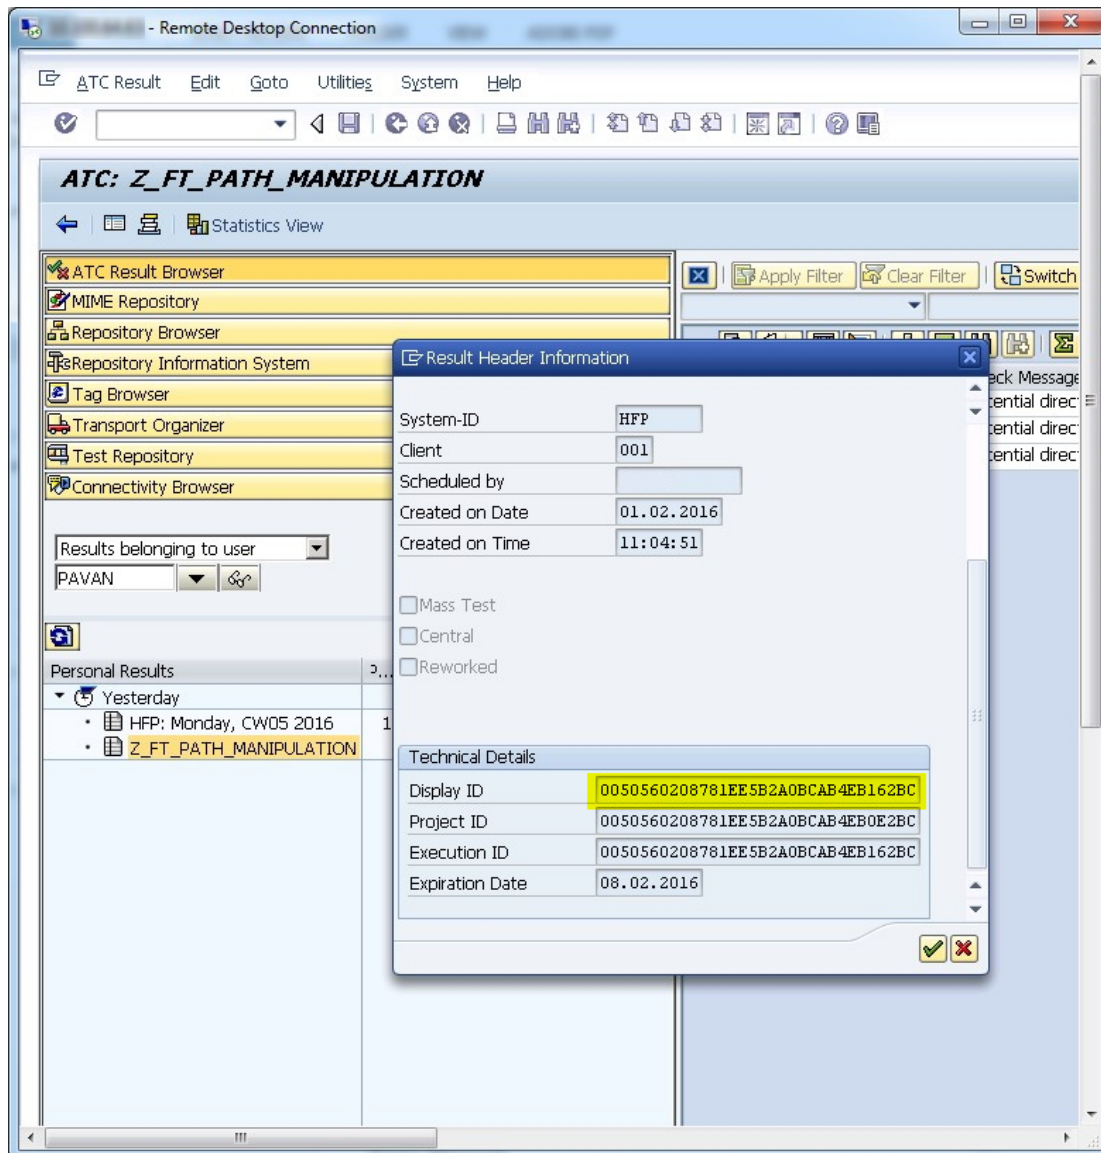 - Remote Desktop Connection
ATC Result Edit Goto Utilities System Help
ATC: Z_FT_PATH_MANIPULATION
Statistics View
ATC Result Browser
MIME Repository
Repository Browser
Repository Information System
Tag Browser
Transport Organizer
Test Repository
Connectivity Browser
Results belonging to user
PAVAN
Personal Results
Yesterday
HFP: Monday, CW05 2016 1
Z_FT_PATH_MANIPULATION
Apply Filter Clear Filter Switch
Message
Result Header Information
System-ID HFP
Client 001
Scheduled by
Created on Date 01.02.2016
Created on Time 11:04:51
Mass Test
Central
Reworked
Technical Details
Display ID 0050560208781EE5B2A0BCAB4EB162BC
Project ID 0050560208781EE5B2A0BCAB4EB0E2BC
Execution ID 0050560208781EE5B2A0BCAB4EB162BC
Expiration Date 08.02.2016